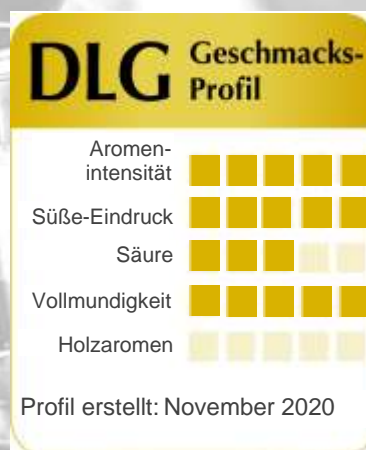 DLG Geschmacks-
Profil
Aromen-
intensität
Süße-Eindruck
Säure
Vollmundigkeit
Holzaromen
Profil erstellt: November 2020